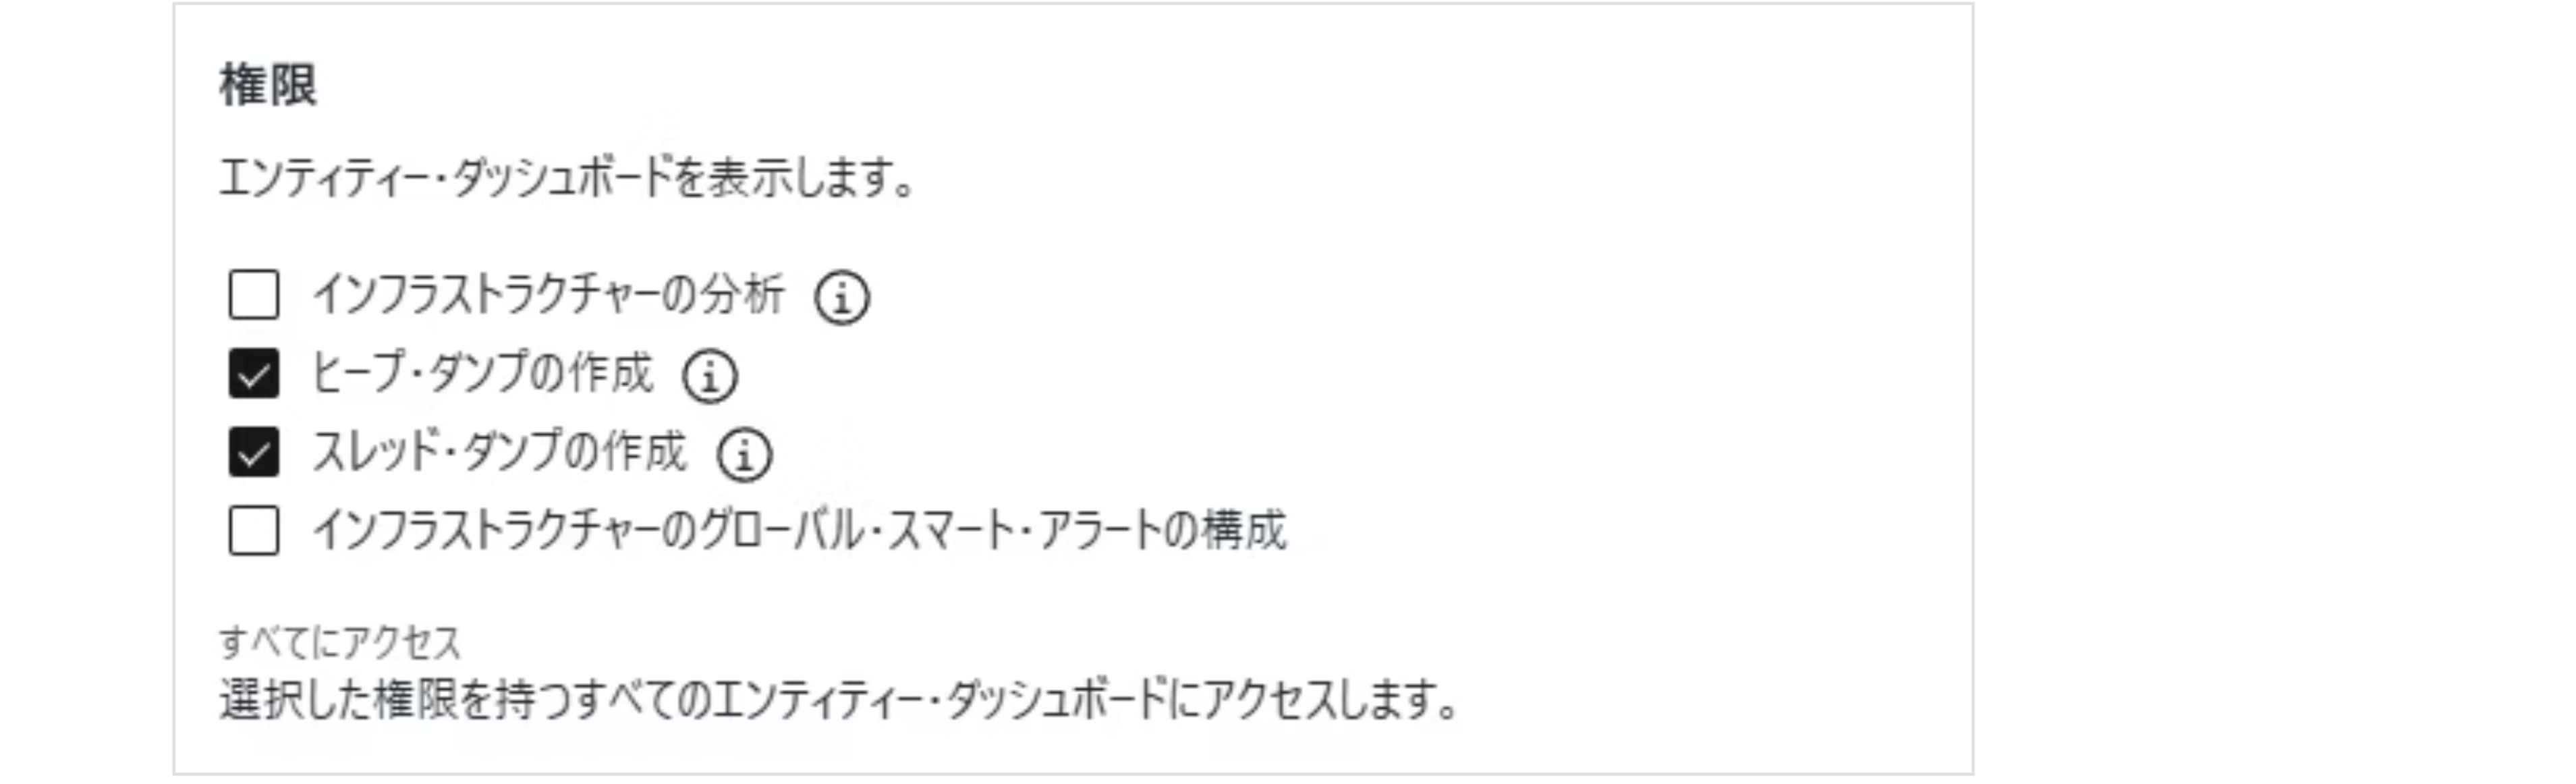 権限
エンティティー・ダッシュボードを表示します。
インフラストラクチャーの分析
ヒープ・ダンプの作成
スレッド・ダンプの作成
インフラストラクチャーのグローバル・スマート・アラートの構成
すべてにアクセス
選択した権限を持つすべてのエンティティー・ダッシュボードにアクセスします。